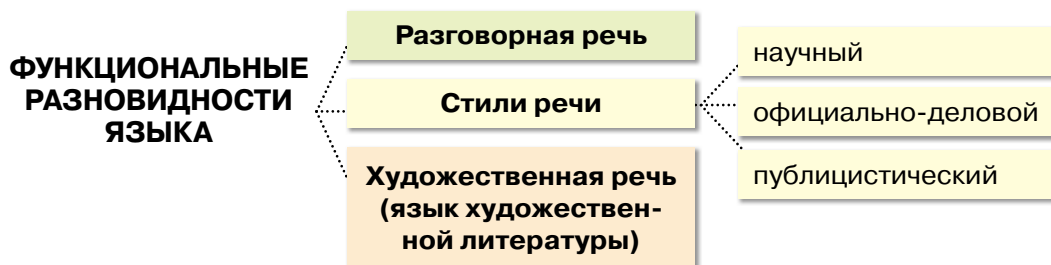 ФУНКЦИОНАЛЬНЫЕ
РАЗНОВИДНОСТИ
ЯЗЫКА
Разговорная речь
Стили речи
Художественная речь
(язык художествен-
ной литературы)
научный
официально-деловой
публицистический